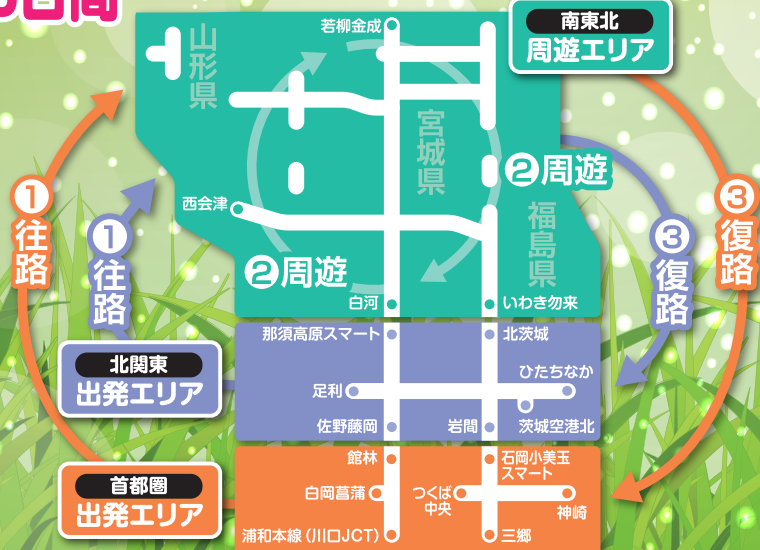 日間
南東北
周遊エリア
若柳金成
山形県
宮城県
❷周遊
西会津
福島県
❶往路
❶往路
❸復路
❸復路
❷周遊
白河
いわき勿来
那須高原スマート
北茨城
北関東
出発エリア
ひたちなか
足利
佐野藤岡
岩間
茨城空港北
館林
石岡小美玉
スマート
首都圏
出発エリア
白岡菖蒲
つくば
中央
神崎
浦和本線(川口JCT)
三郷